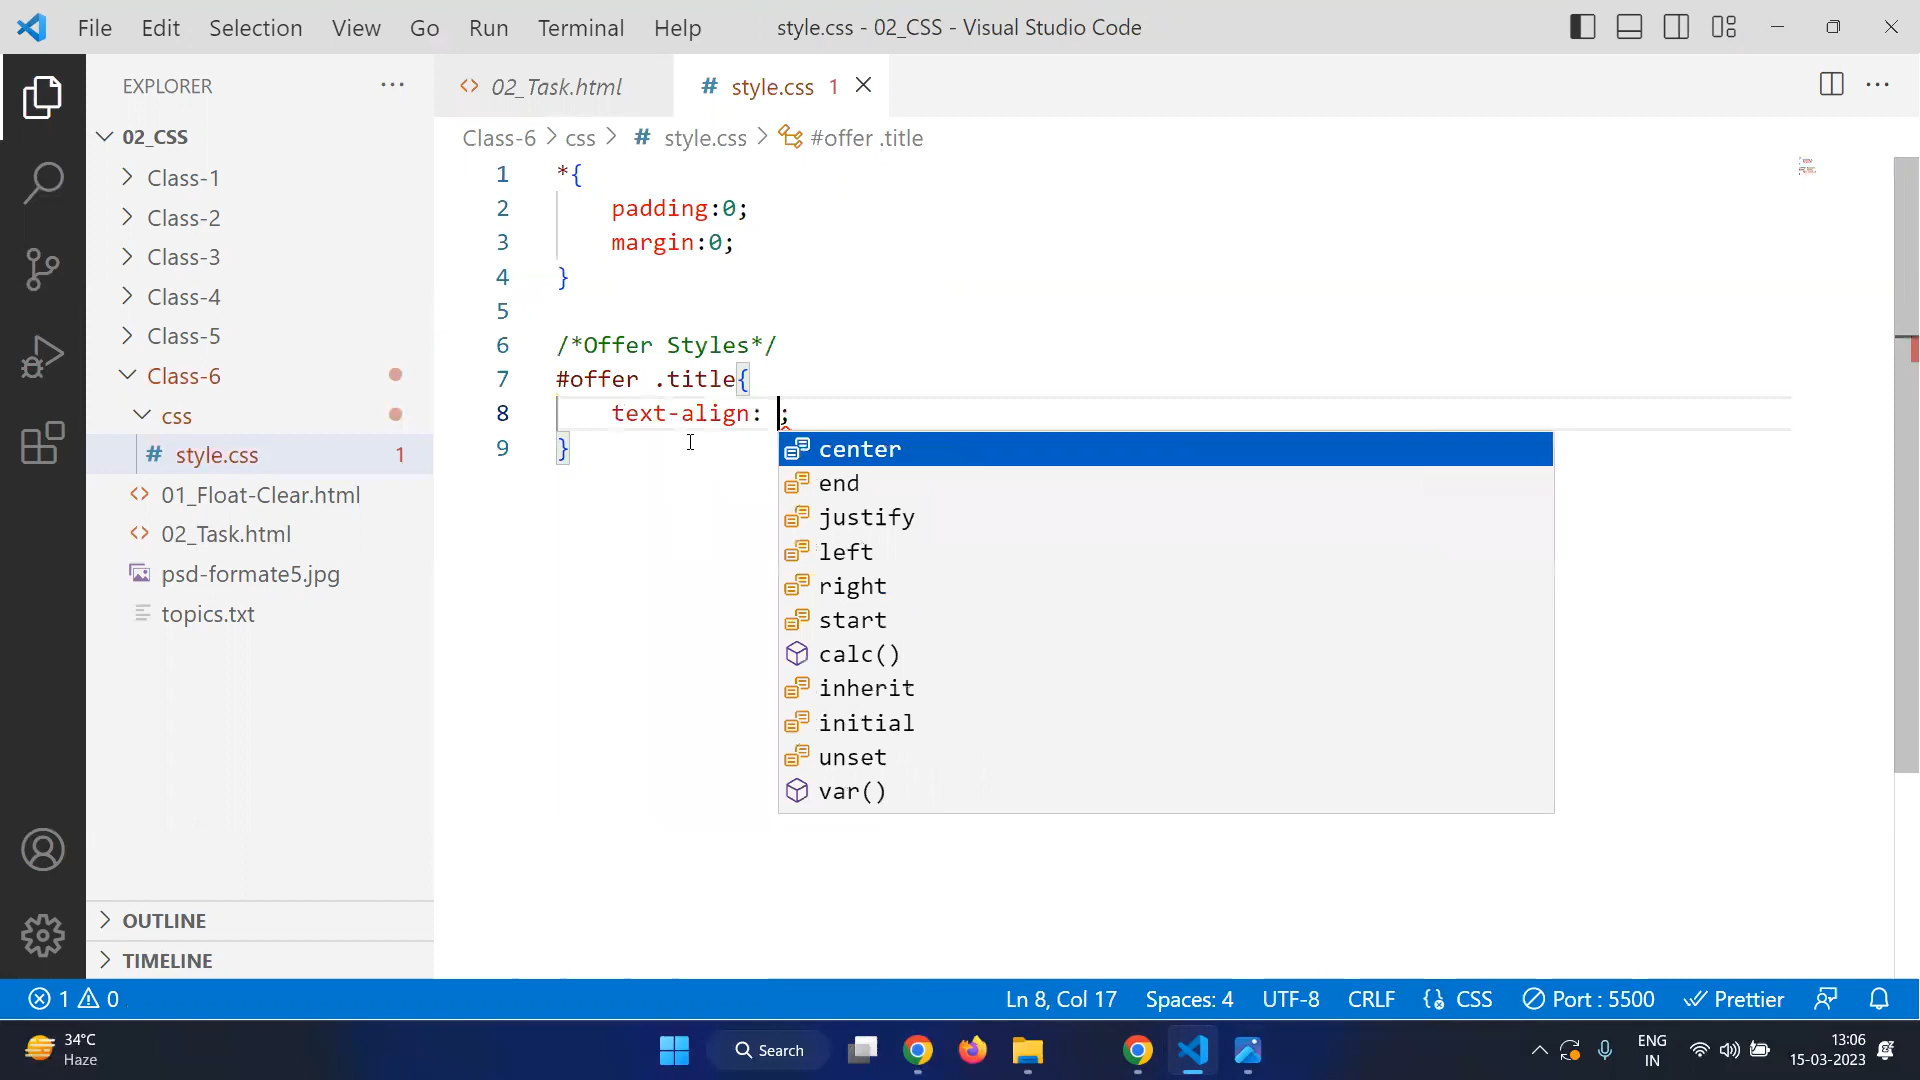 File Edit Selection View Go Run Terminal Help style.css - 02_CSS - Visual Studio Code
EXPLORER
02_CSS
Class-1
Class-2
Class-3
Class-4
Class-5
Class-6
css
# style.css 1
01_Float-Clear.html
02_Task.html
psd-formate5.jpg
topics.txt
OUTLINE
TIMELINE
<> 02_Task.html # style.css 1
Class-6 > css > # style.css > #offer .title
1 *{
2 padding:0;
3 margin:0;
4 }
5
6 /*Offer Styles*/
7 #offer .title{
8 text-align: ;
9 }
center
end
justify
left
right
start
calc()
inherit
initial
unset
var()
1 0 Ln 8, Col 17 Spaces: 4 UTF-8 CRLF CSS Port : 5500 Prettier
34°C
Haze
Search
ENG
IN
13:06
15-03-2023